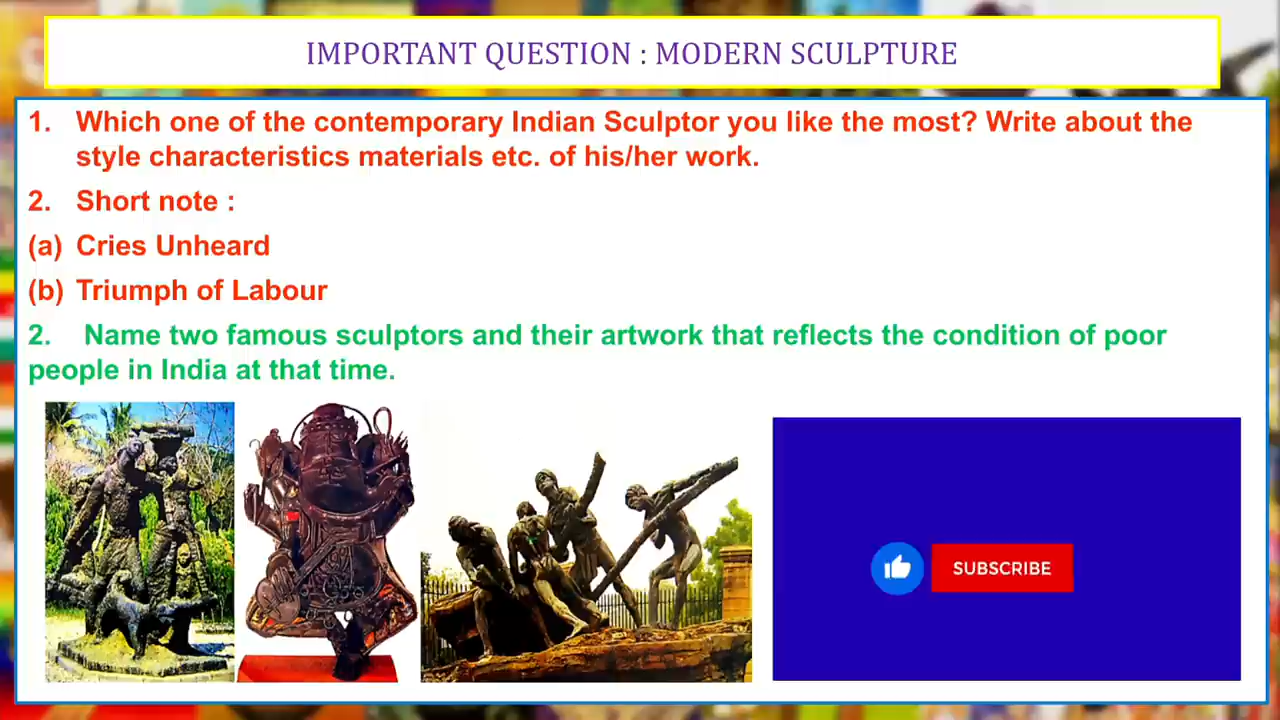 IMPORTANT QUESTION : MODERN SCULPTURE
1. Which one of the contemporary Indian Sculptor you like the most? Write about the
style characteristics materials etc. of his/her work.
2. Short note :
(a) Cries Unheard
(b) Triumph of Labour
2. Name two famous sculptors and their artwork that reflects the condition of poor
people in India at that time.
SUBSCRIBE